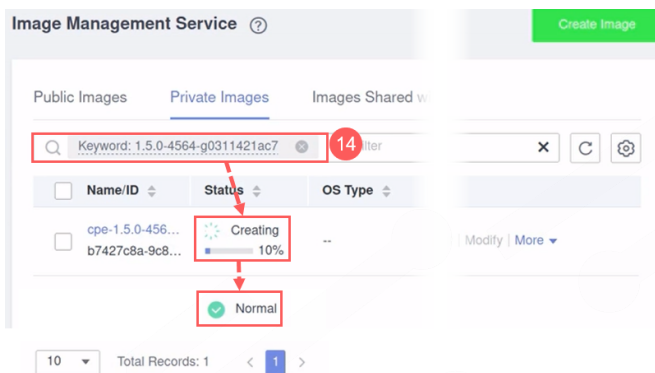 Image Management Service ?
Create Image
Public Images Private Images Images Shared w
Keyword: 1.5.0-4564-g0311421ac7 14 ilter
Name/ID Status OS Type
cpe-1.5.0-456... Creating
b7427c8a-9c8... 10% -- Modify | More
Normal
10 Total Records: 1 < 1 >